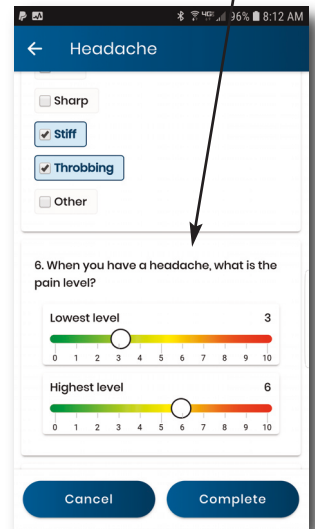 4G 96% 8:12 AM
Headache
Sharp
Stiff
Throbbing
Other
6. When you have a headache, what is the
pain level?
Lowest level 3
0 1 2 3 4 5 6 7 8 9 10
Highest level 6
0 1 2 3 4 5 6 7 8 9 10
Cancel Complete